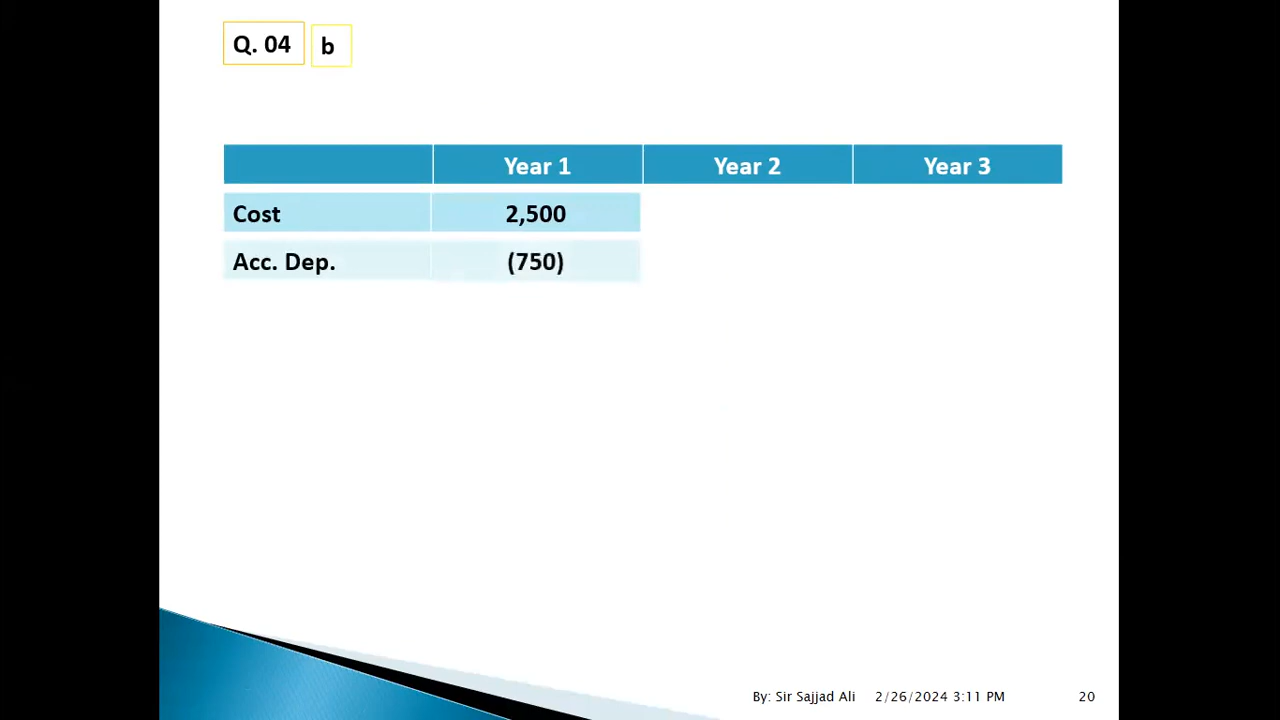 Q. 04 b
Year 1 Year 2 Year 3
Cost 2,500
Acc. Dep. (750)
By: Sir Sajjad Ali 2/26/2024 3:11 PM 20